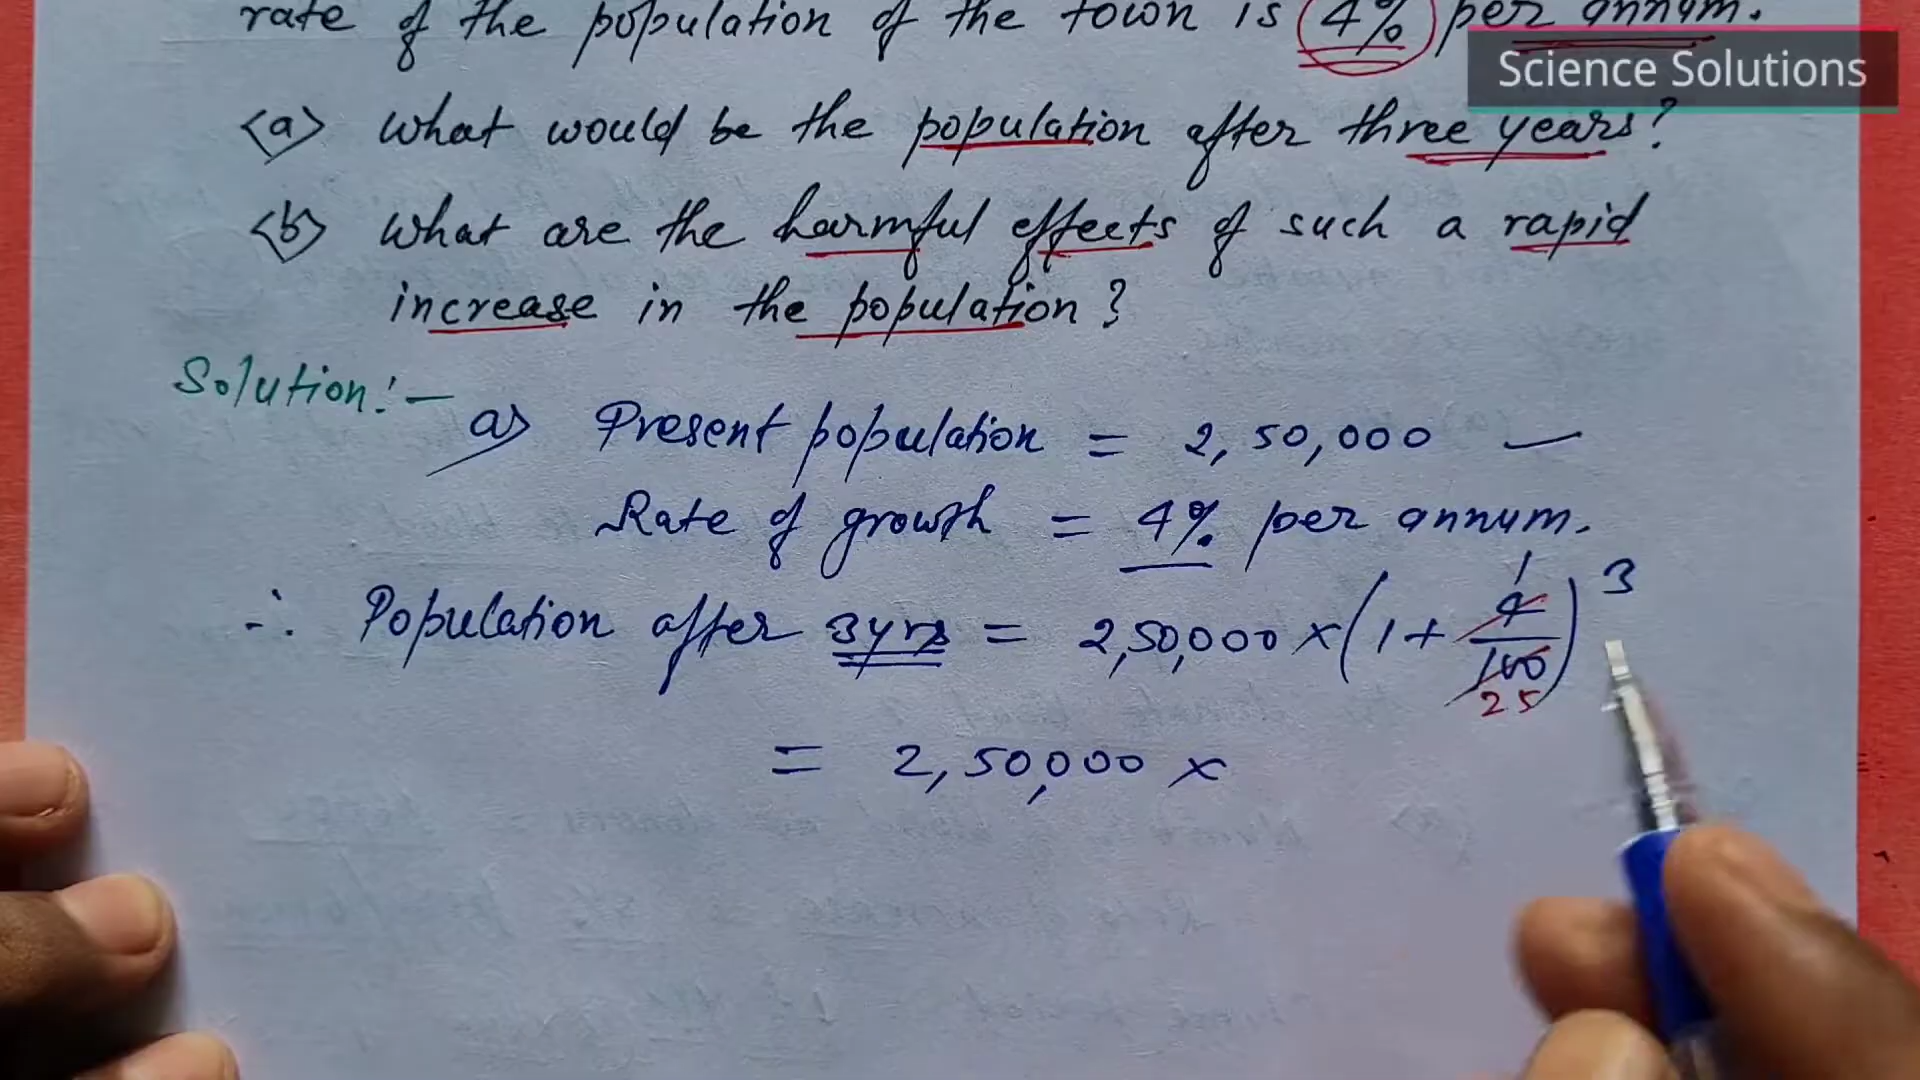 rate of the population of the town is 4% per annum.
Science Solutions
(a) What would be the population after three years?
(b) What are the harmful effects of such a rapid
increase in the population?
Solution:-
a) Present population = 2,50,000 —
Rate of growth = 4% per annum.
∴ Population after 3yrs = 2,50,000 × (1 + 4/100)^3
1
25
= 2,50,000 ×